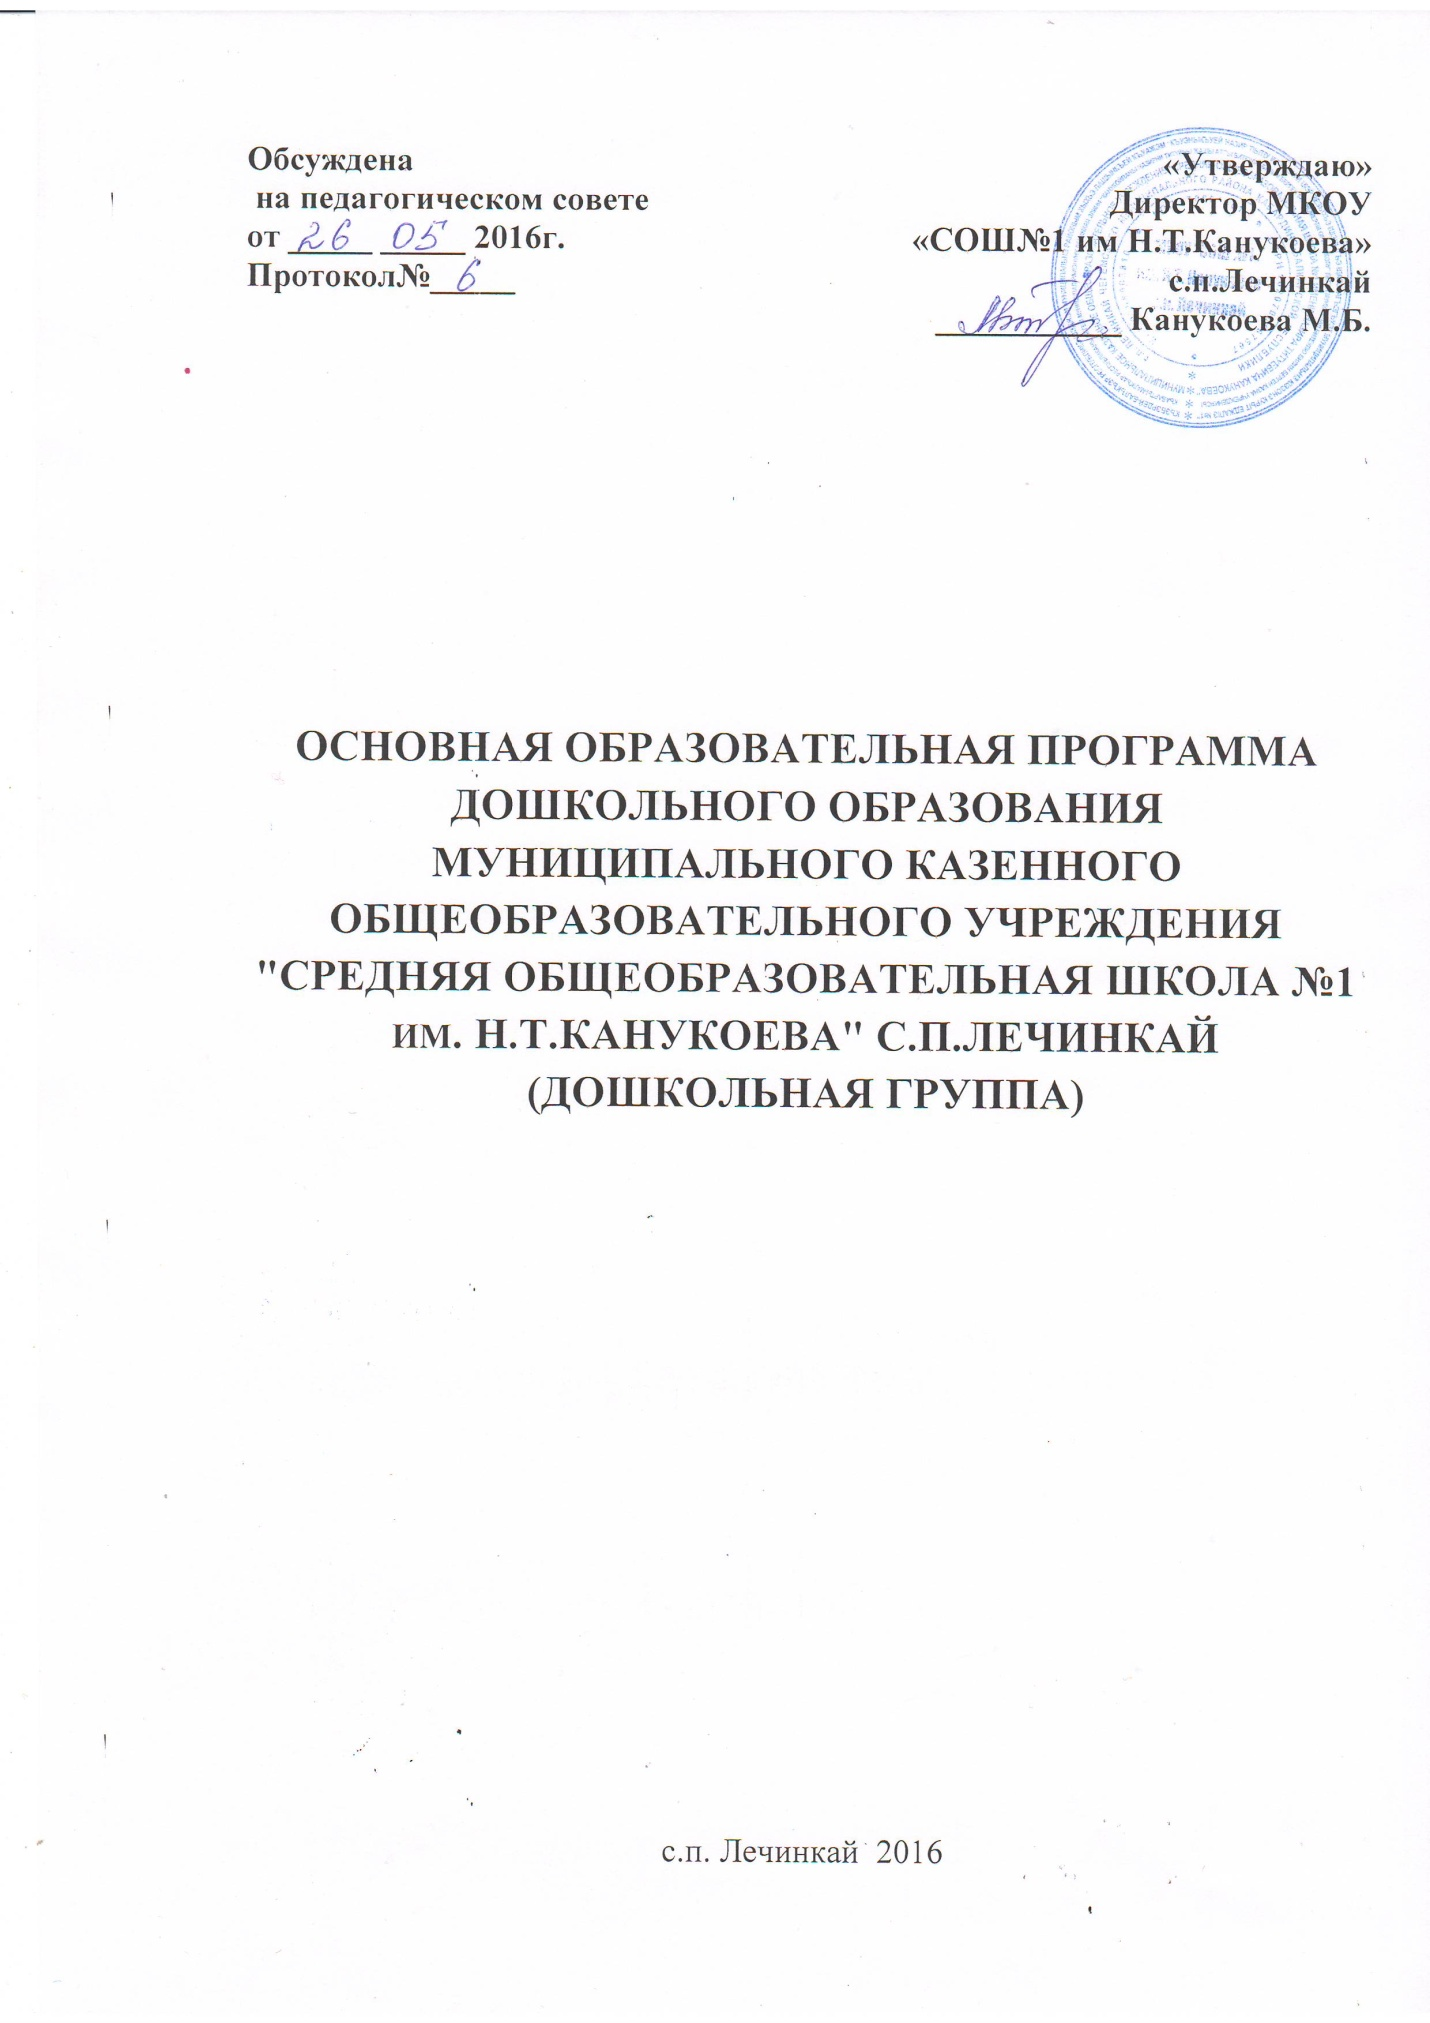 Обсуждена
на педагогическом совете
от 26 05 2016г.
Протокол№ 6
«Утверждаю»
Директор МКОУ
«СОШ№1 им Н.Т.Канукоева»
с.п.Лечинкай
Канукоева М.Б.
ОСНОВНАЯ ОБРАЗОВАТЕЛЬНАЯ ПРОГРАММА
ДОШКОЛЬНОГО ОБРАЗОВАНИЯ
МУНИЦИПАЛЬНОГО КАЗЕННОГО
ОБЩЕОБРАЗОВАТЕЛЬНОГО УЧРЕЖДЕНИЯ
"СРЕДНЯЯ ОБЩЕОБРАЗОВАТЕЛЬНАЯ ШКОЛА №1
ИМ. Н.Т.КАНУКОЕВА" С.П.ЛЕЧИНКАЙ
(ДОШКОЛЬНАЯ ГРУППА)
с.п. Лечинкай 2016